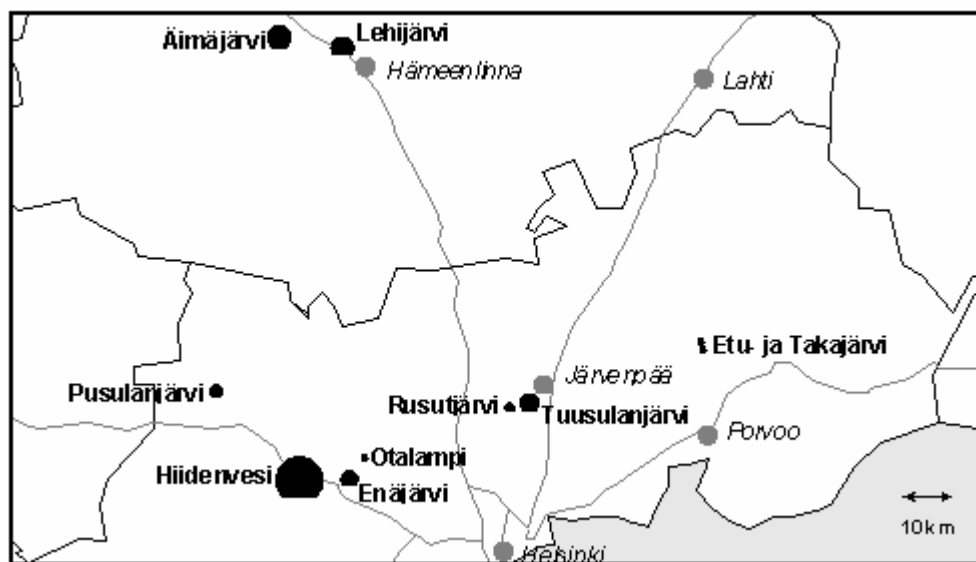 Äimäjärvi
Lehijärvi
Hämeenlinna
Lahti
Etu- ja Takajärvi
Järvenpää
Pusulanjärvi
Rusutjärvi
Tuusulanjärvi
Porvoo
Otalampi
Hiidenvesi
Enäjärvi
10km
Helsinki